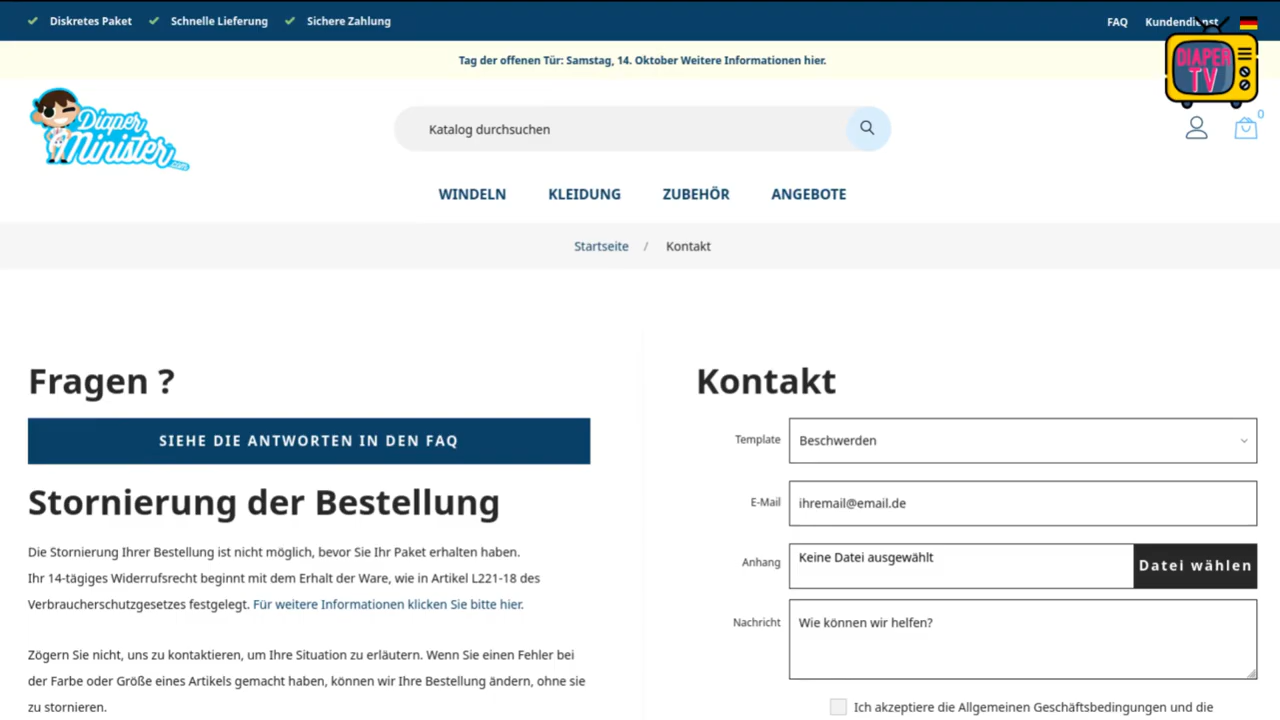 Diskretes Paket Schnelle Lieferung Sichere Zahlung
FAQ Kundendienst
Tag der offenen Tür: Samstag, 14. Oktober Weitere Informationen hier.
DIAPER
TV
Diaper
Minister.com
Katalog durchsuchen
0
WINDELN KLEIDUNG ZUBEHÖR ANGEBOTE
Startseite / Kontakt
Fragen ?
SIEHE DIE ANTWORTEN IN DEN FAQ
Stornierung der Bestellung
Die Stornierung Ihrer Bestellung ist nicht möglich, bevor Sie Ihr Paket erhalten haben.
Ihr 14-tägiges Widerrufsrecht beginnt mit dem Erhalt der Ware, wie in Artikel L221-18 des
Verbraucherschutzgesetzes festgelegt. Für weitere Informationen klicken Sie bitte hier.
Zögern Sie nicht, uns zu kontaktieren, um Ihre Situation zu erläutern. Wenn Sie einen Fehler bei
der Farbe oder Größe eines Artikels gemacht haben, können wir Ihre Bestellung ändern, ohne sie
zu stornieren.
Kontakt
Template Beschwerden
E-Mail ihremail@email.de
Anhang Keine Datei ausgewählt Datei wählen
Nachricht Wie können wir helfen?
Ich akzeptiere die Allgemeinen Geschäftsbedingungen und die